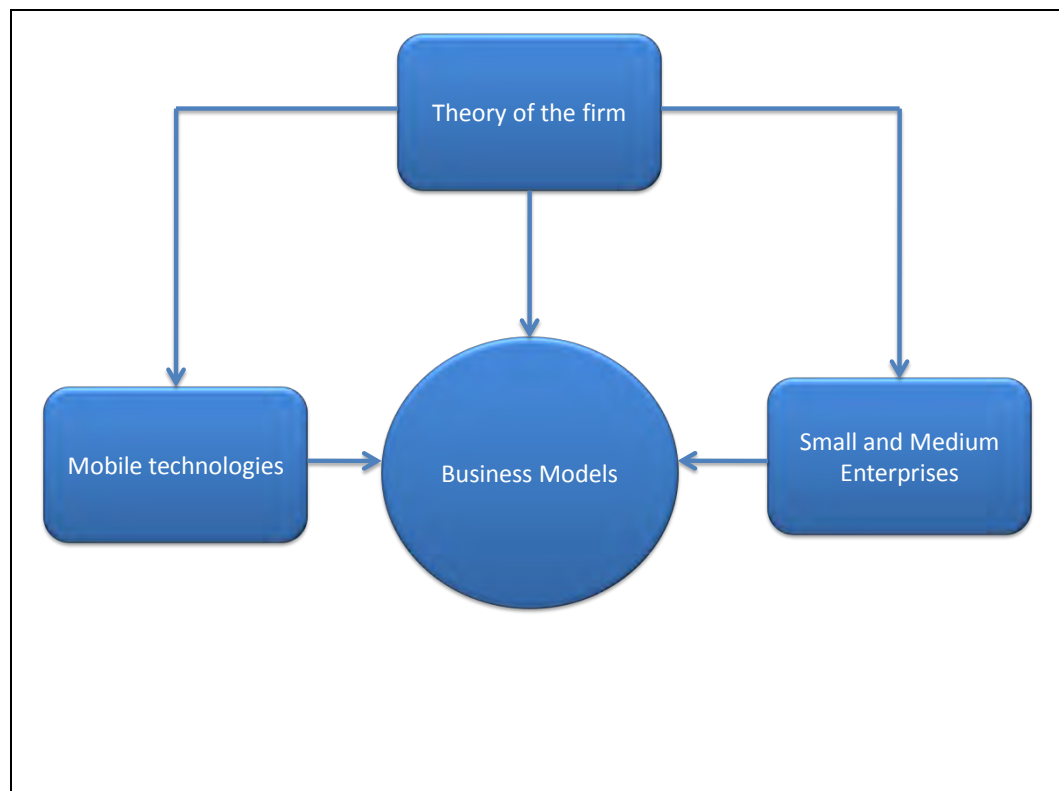 Theory of the firm
Mobile technologies
Business Models
Small and Medium
Enterprises